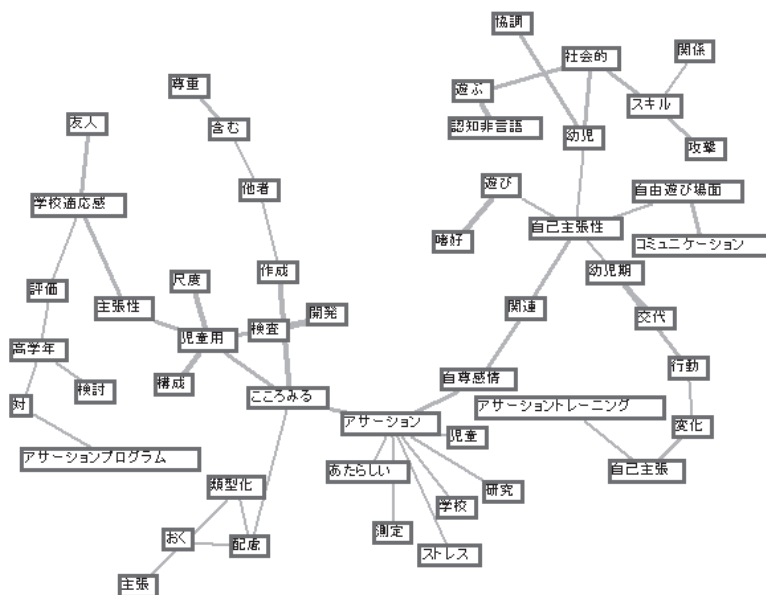 協調
社会的
関係
遊ぶ
スキル
尊重
認知非言語
幼児
攻撃
友人
含む
遊び
自由遊び場面
他者
学校適応感
嗜好
自己主張性
コミュニケーション
作成
幼児期
尺度
評価
主張性
開発
関連
交代
検査
児童用
高学年
検討
構成
こころみる
自尊感情
行動
対
アサーション
アサーショントレーニング
児童
変化
アサーションプログラム
あたらしい
自己主張
類型化
研究
学校
測定
おく
配慮
ストレス
主張